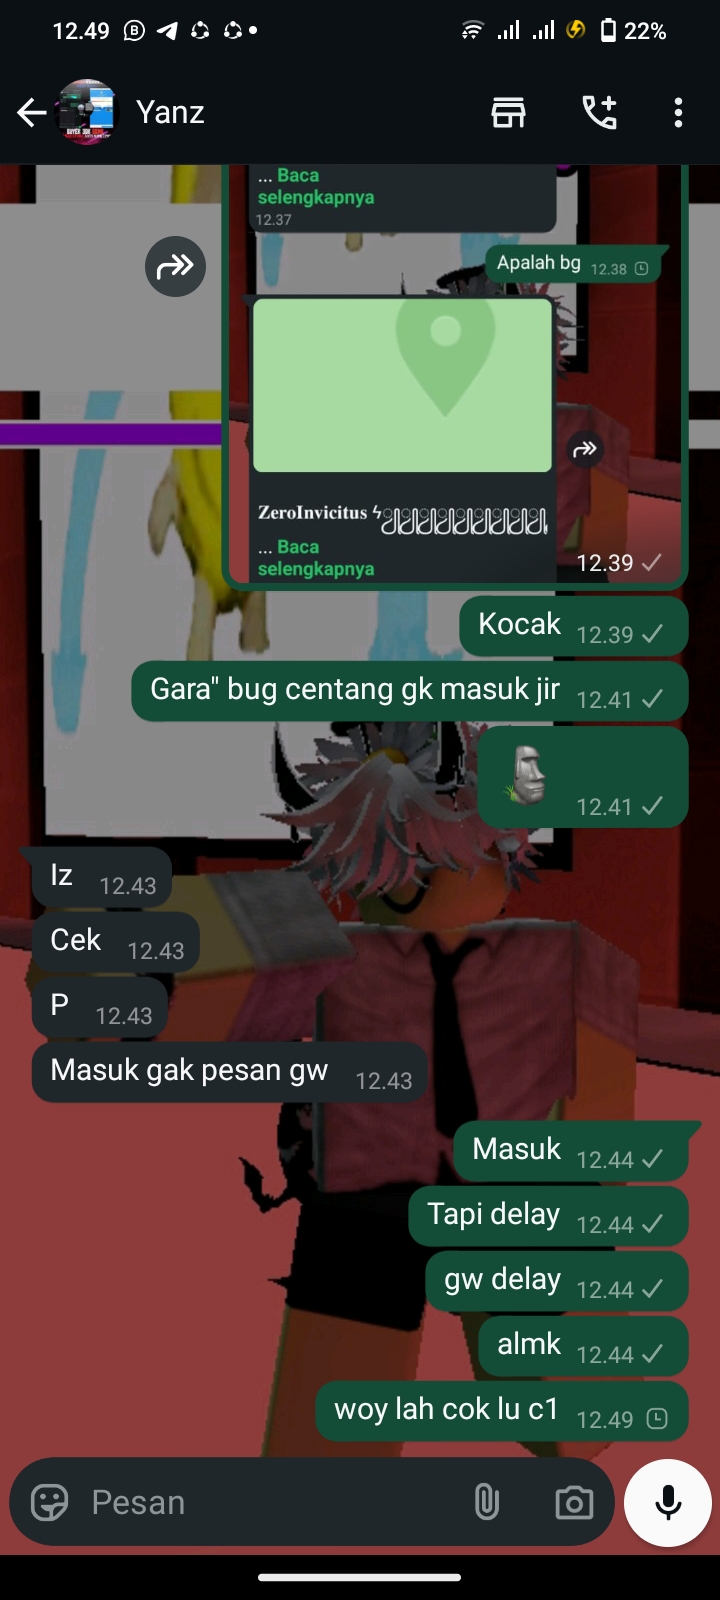 12.49
22%
Yanz
... Baca
selengkapnya
12.37
Apalah bg 12.38
ZeroInvicitus ϟ
... Baca
selengkapnya
12.39
Kocak 12.39
Gara" bug centang gk masuk jir 12.41
🗿 12.41
Iz 12.43
Cek 12.43
P 12.43
Masuk gak pesan gw 12.43
Masuk 12.44
Tapi delay 12.44
gw delay 12.44
almk 12.44
woy lah cok lu c1 12.49
Pesan